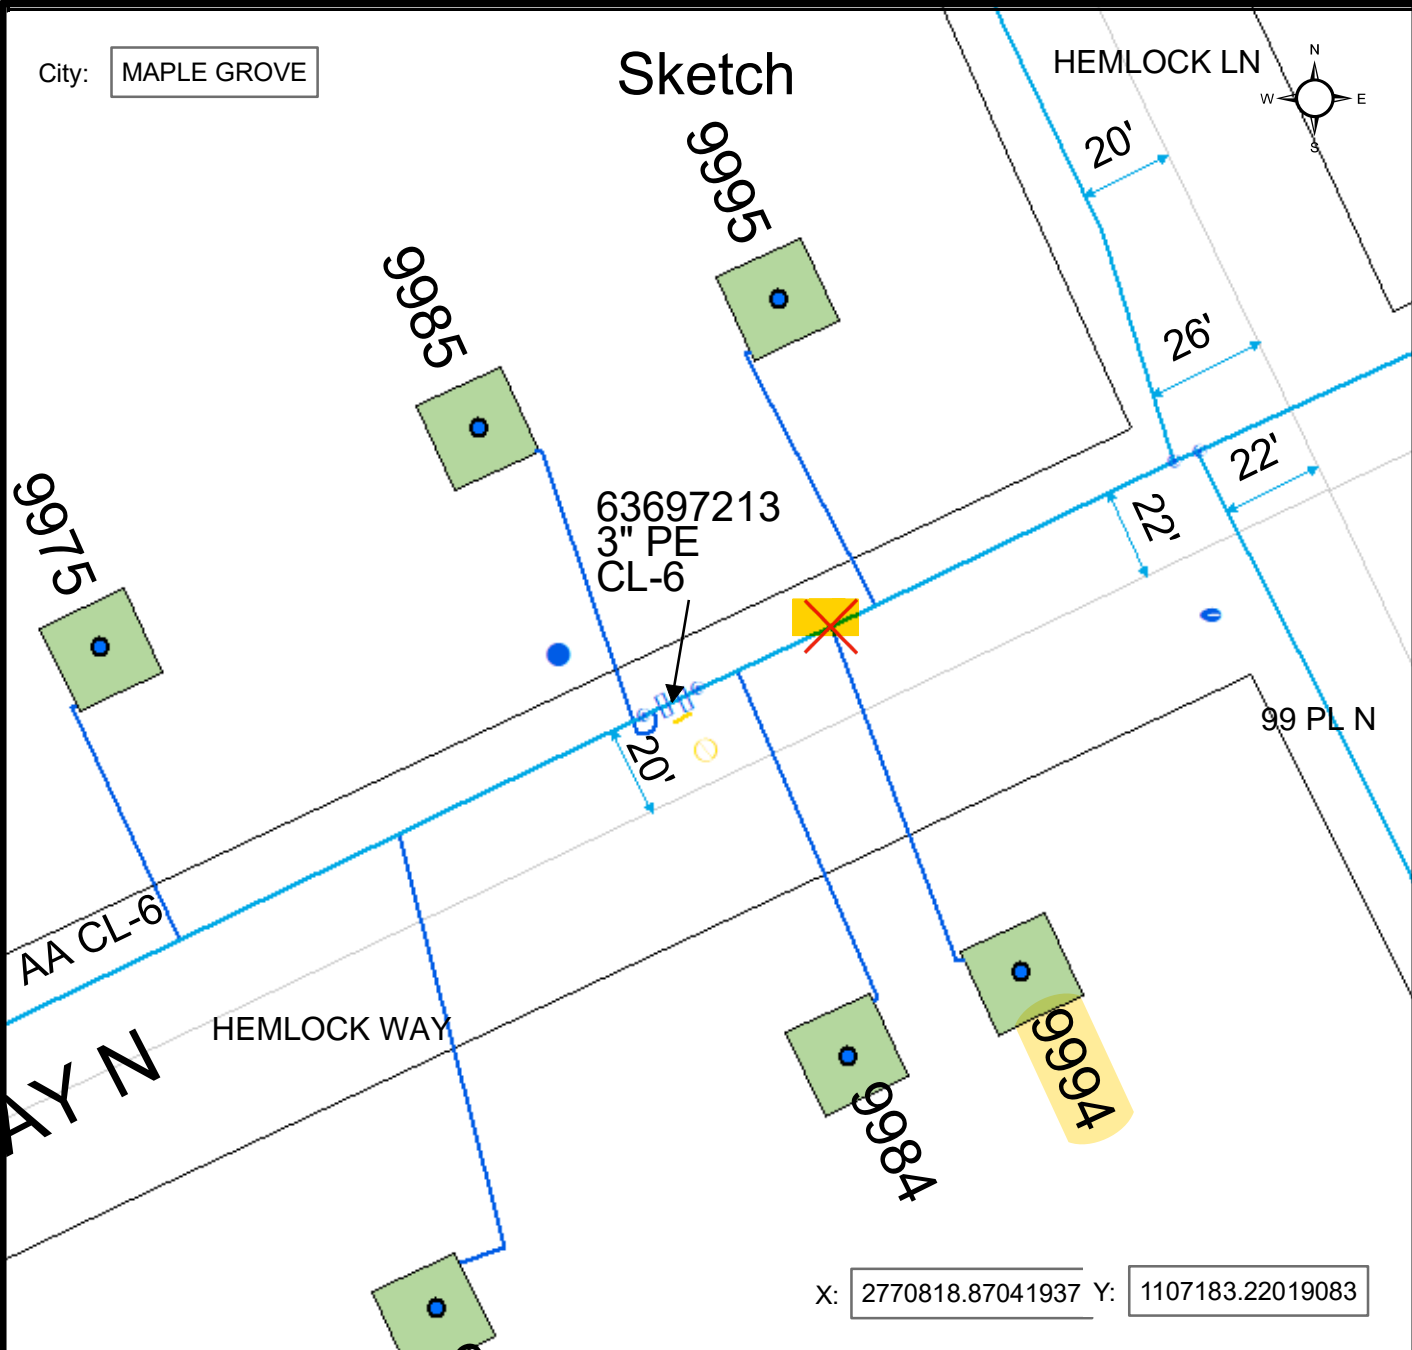 City: MAPLE GROVE
Sketch
HEMLOCK LN
N
W E
S
20'
9995
9985
26'
22'
9975
63697213
3" PE
CL-6
22'
20'
99 PL N
AA CL-6
HEMLOCK WAY
AY N
9994
9984
X: 2770818.87041937 Y: 1107183.22019083